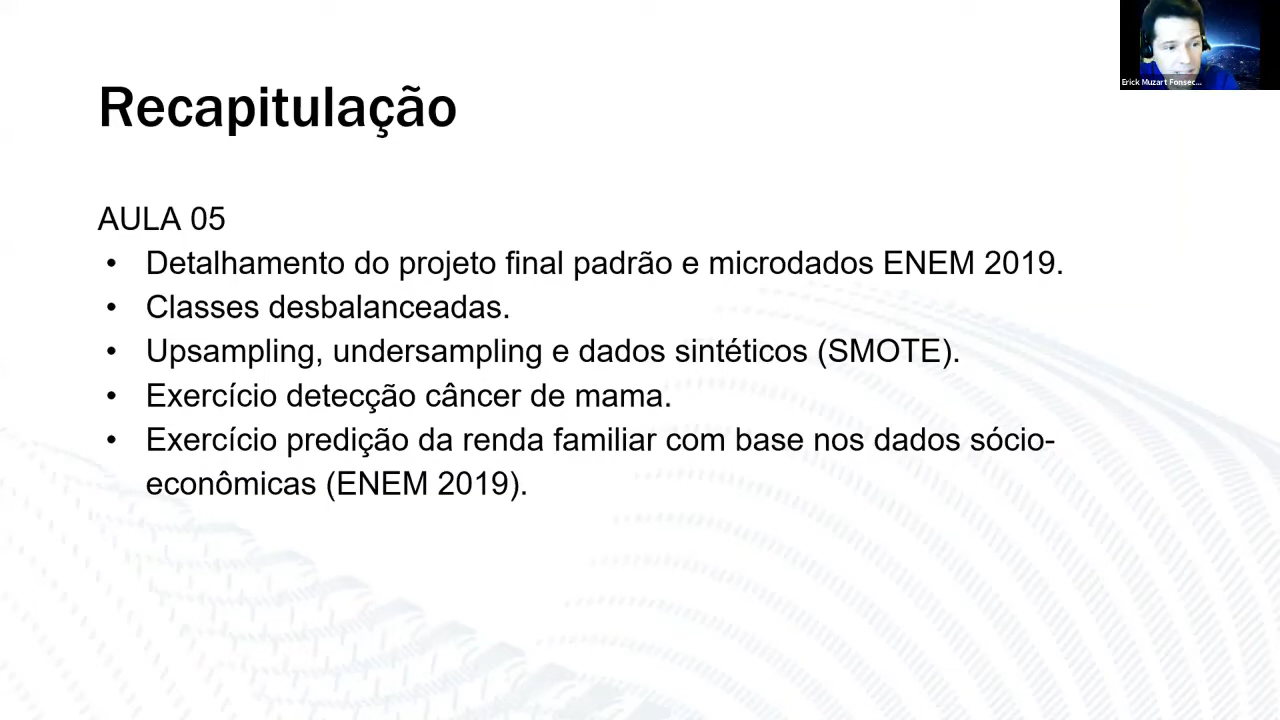 Erick Muzart Fonsec...
Recapitulação
AULA 05
• Detalhamento do projeto final padrão e microdados ENEM 2019.
• Classes desbalanceadas.
• Upsampling, undersampling e dados sintéticos (SMOTE).
• Exercício detecção câncer de mama.
• Exercício predição da renda familiar com base nos dados sócio-
econômicas (ENEM 2019).